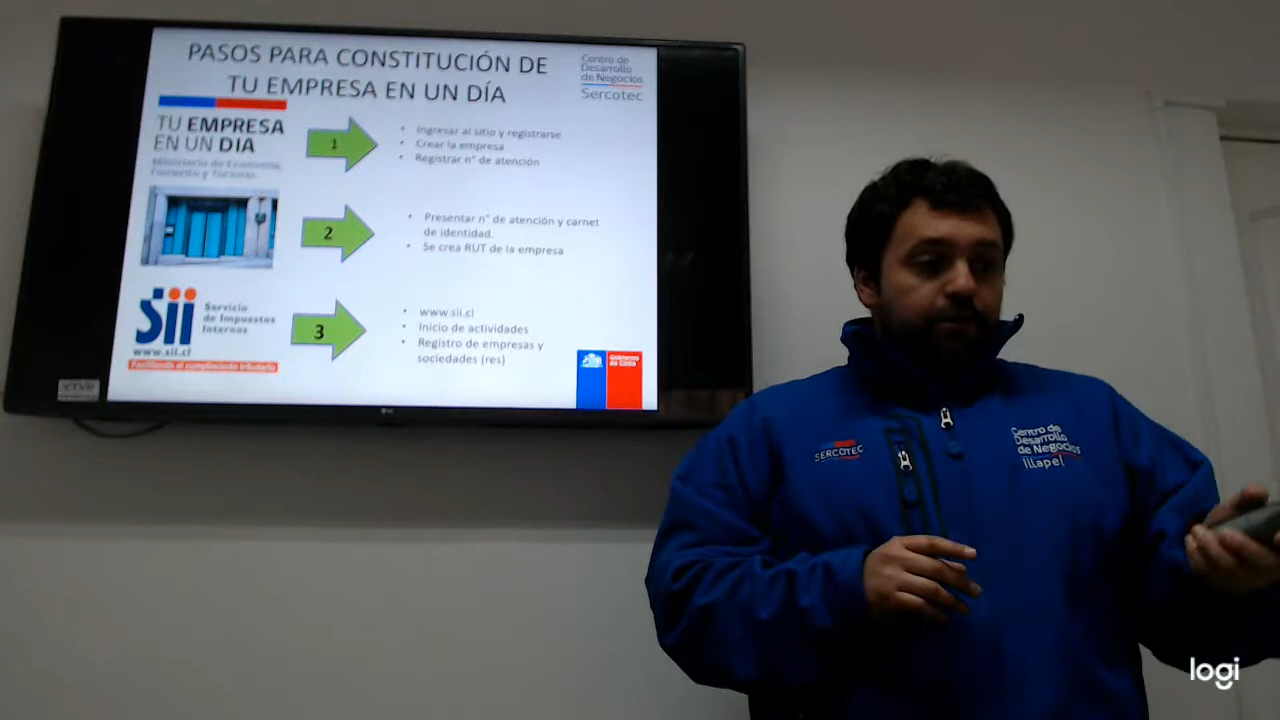 PASOS PARA CONSTITUCIÓN DE
TU EMPRESA EN UN DÍA
Centro de
Desarrollo
de Negocios
Sercotec
TU EMPRESA
EN UN DIA
Ministerio de Economía,
Fomento y Turismo
1
• Ingresar al sitio y registrarse
• Crear la empresa
• Registrar n° de atención
2
• Presentar n° de atención y carnet
de identidad.
• Se crea RUT de la empresa
sii
Servicio
de Impuestos
Internos
www.sii.cl
Facilitando el cumplimiento tributario
3
• www.sii.cl
• Inicio de actividades
• Registro de empresas y
sociedades (res)
Gobierno
de Chile
LG
SERCOTEC
Centro de
Desarrollo
de Negocios
Illapel
logi